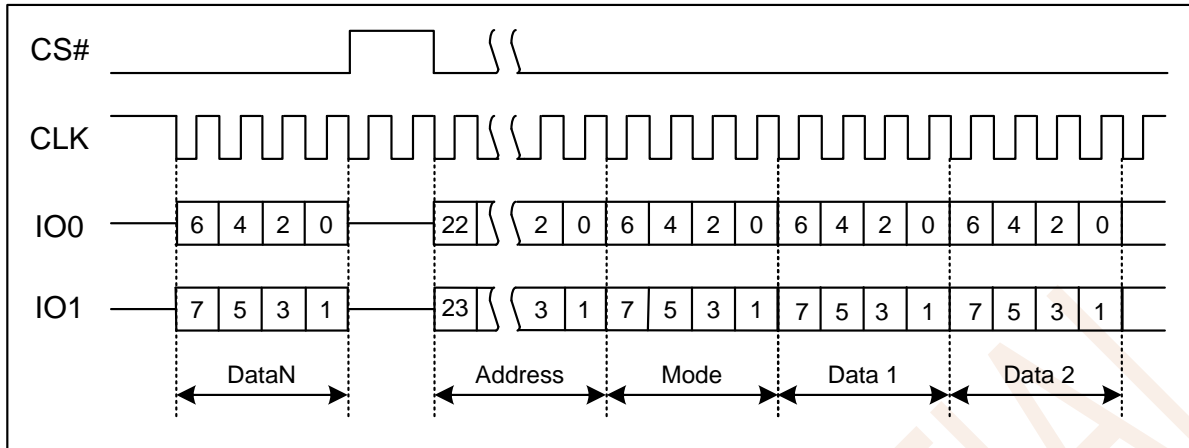 CS#
CLK
IO0 6 4 2 0 22 2 0 6 4 2 0 6 4 2 0 6 4 2 0
IO1 7 5 3 1 23 3 1 7 5 3 1 7 5 3 1 7 5 3 1
DataN Address Mode Data 1 Data 2